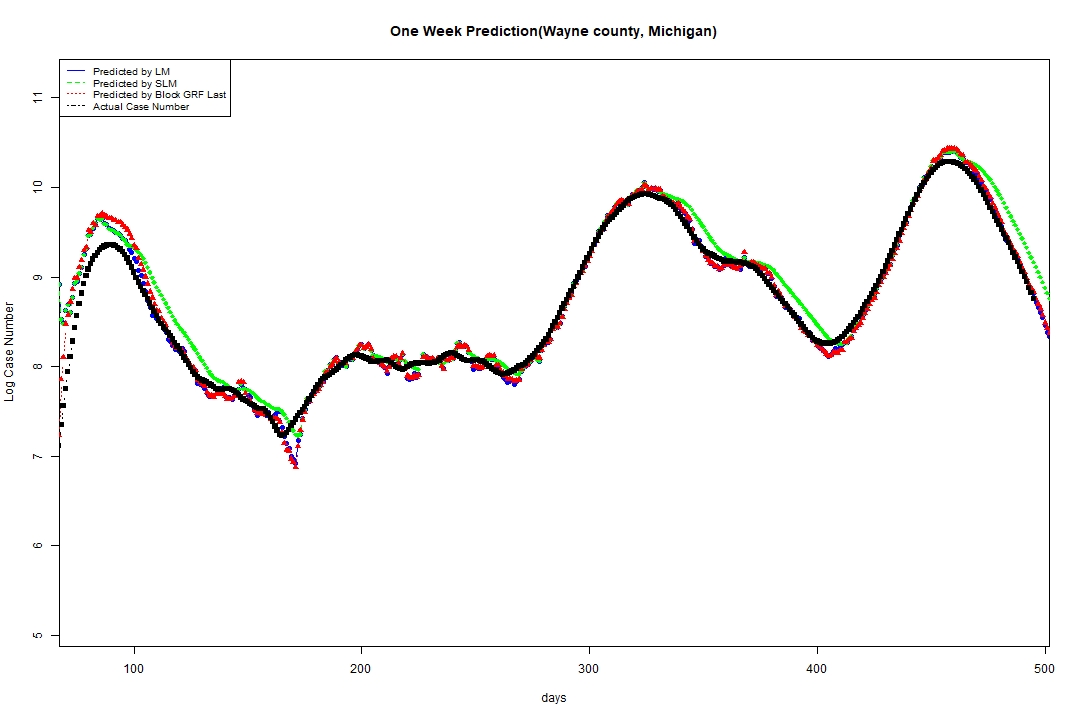 One Week Prediction(Wayne county, Michigan)
Predicted by LM
Predicted by SLM
Predicted by Block GRF Last
Actual Case Number
11
10
9
8
7
6
5
Log Case Number
100 200 300 400 500
days